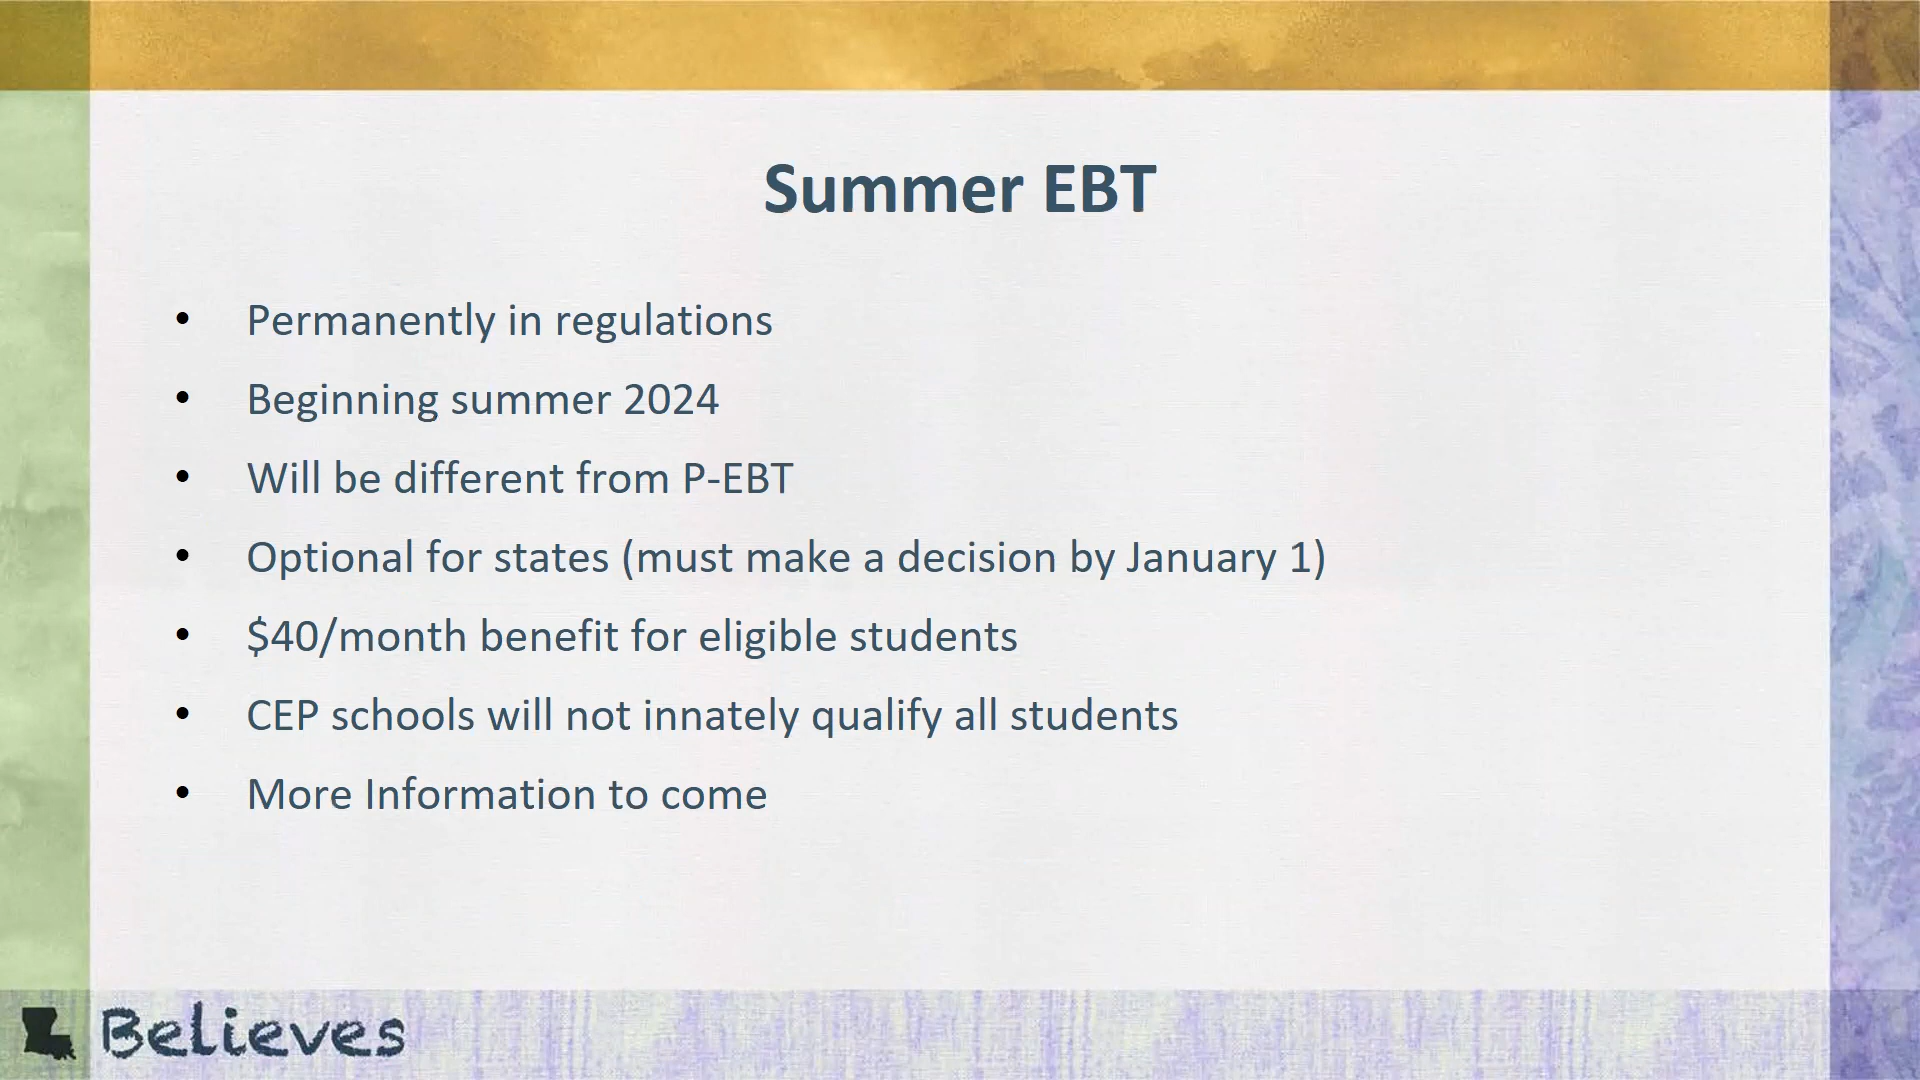 Summer EBT
• Permanently in regulations
• Beginning summer 2024
• Will be different from P-EBT
• Optional for states (must make a decision by January 1)
• $40/month benefit for eligible students
• CEP schools will not innately qualify all students
• More Information to come
Believes